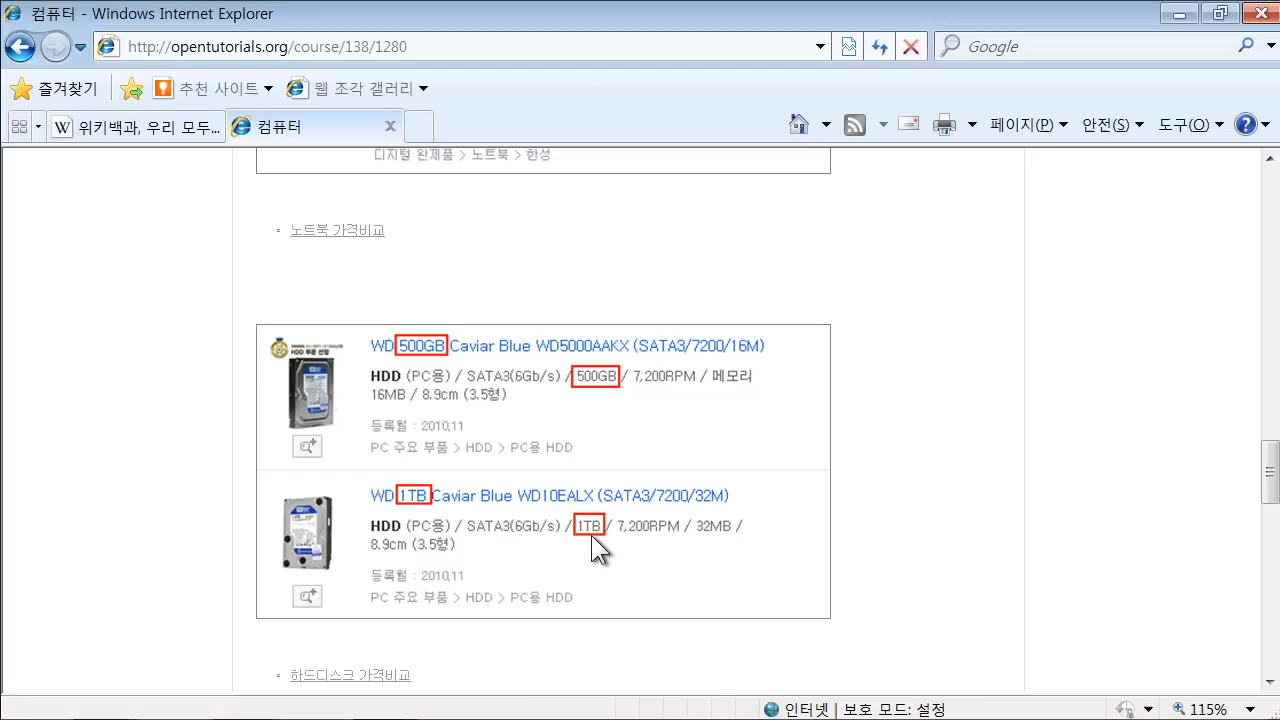 컴퓨터 - Windows Internet Explorer
http://opentutorials.org/course/138/1280
Google
즐겨찾기
추천 사이트
웹 조각 갤러리
위키백과, 우리 모두...
컴퓨터
페이지(P)
안전(S)
도구(O)
디지털 완제품 > 노트북 > 한성
노트북 가격비교
HDD 부문 선정
WD 500GB Caviar Blue WD5000AAKX (SATA3/7200/16M)
HDD (PC용) / SATA3(6Gb/s) / 500GB / 7,200RPM / 메모리
16MB / 8.9cm (3.5형)
등록월 : 2010.11
PC 주요 부품 > HDD > PC용 HDD
WD 1TB Caviar Blue WD10EALX (SATA3/7200/32M)
HDD (PC용) / SATA3(6Gb/s) / 1TB / 7,200RPM / 32MB /
8.9cm (3.5형)
등록월 : 2010.11
PC 주요 부품 > HDD > PC용 HDD
하드디스크 가격비교
인터넷 | 보호 모드: 설정
115%